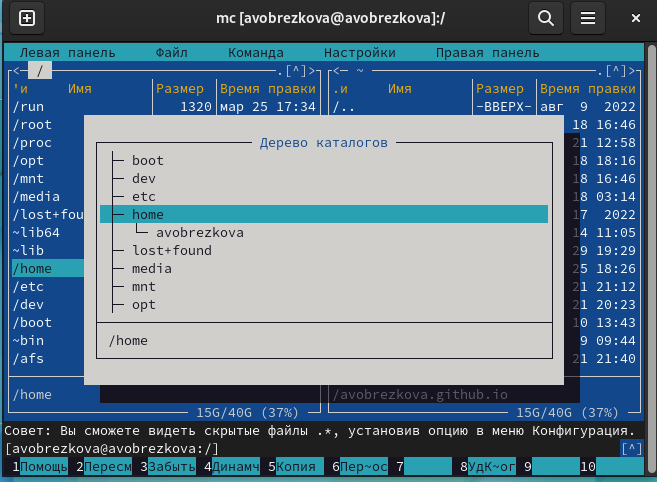 mc [avobrezkova@avobrezkova]:/
Левая панель Файл Команда Настройки Правая панель
<- / .[^]> <- ~ .[^]>
'и Имя Размер Время правки .и Имя Размер Время правки
/run 1320 мар 25 17:34 /.. -ВВЕРХ- авг 9 2022
/root 18 16:46
/proc 21 12:58
/opt 18 18:16
/mnt 18 16:46
/media 18 03:14
/lost+fou 17 2022
~lib64 14 11:05
~lib 29 19:29
/home 25 18:26
/etc 21 21:12
/dev 21 20:23
/boot 10 13:43
~bin 9 09:44
/afs 21 21:40
Дерево каталогов
boot
dev
etc
home
avobrezkova
lost+found
media
mnt
opt
/home
/home /avobrezkova.github.io
15G/40G (37%) 15G/40G (37%)
Совет: Вы сможете видеть скрытые файлы .*, установив опцию в меню Конфигурация.
[avobrezkova@avobrezkova:/] [^]
1Помощь 2Пересм 3Забыть 4Динамч 5Копия 6Пер~ос 7 8УдК~ог 9 10